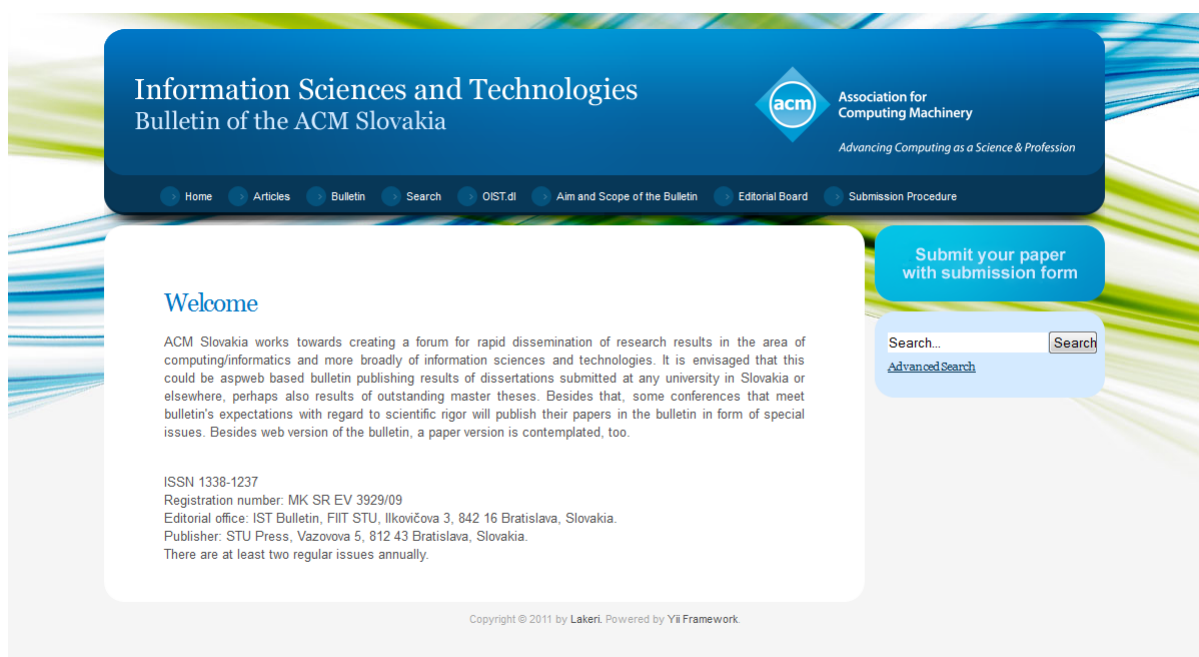 Information Sciences and Technologies
Bulletin of the ACM Slovakia
acm
Association for
Computing Machinery
Advancing Computing as a Science & Profession
Home Articles Bulletin Search OIST.dl Aim and Scope of the Bulletin Editorial Board Submission Procedure
Submit your paper
with submission form
Search... Search
Advanced Search
Welcome
ACM Slovakia works towards creating a forum for rapid dissemination of research results in the area of
computing/informatics and more broadly of information sciences and technologies. It is envisaged that this
could be aspweb based bulletin publishing results of dissertations submitted at any university in Slovakia or
elsewhere, perhaps also results of outstanding master theses. Besides that, some conferences that meet
bulletin's expectations with regard to scientific rigor will publish their papers in the bulletin in form of special
issues. Besides web version of the bulletin, a paper version is contemplated, too.
ISSN 1338-1237
Registration number: MK SR EV 3929/09
Editorial office: IST Bulletin, FIIT STU, Ilkovičova 3, 842 16 Bratislava, Slovakia.
Publisher: STU Press, Vazovova 5, 812 43 Bratislava, Slovakia.
There are at least two regular issues annually.
Copyright © 2011 by Lakeri. Powered by Yii Framework.